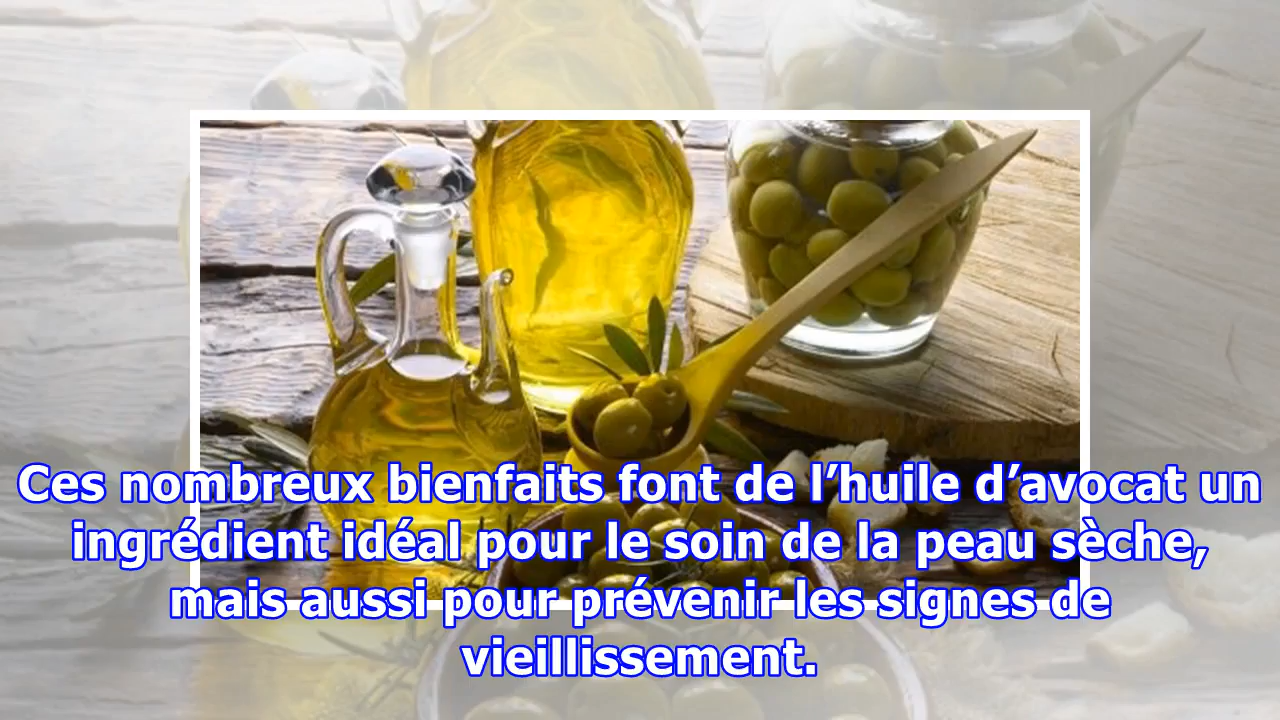 Ces nombreux bienfaits font de l’huile d’avocat un
ingrédient idéal pour le soin de la peau sèche,
mais aussi pour prévenir les signes de
vieillissement.